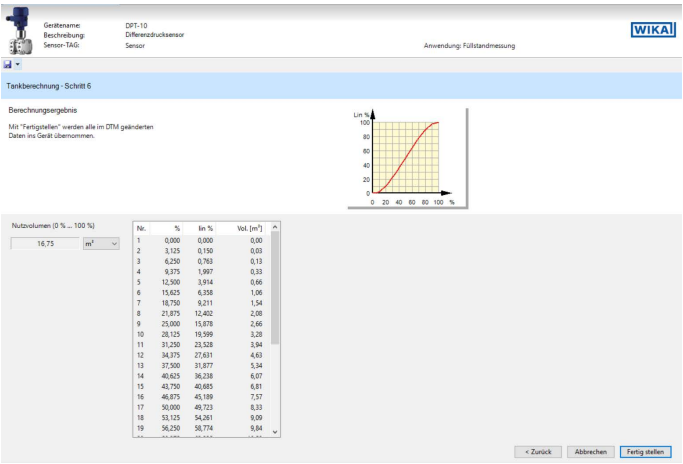 Gerätename: DPT-10
Beschreibung: Differenzdrucksensor
Sensor-TAG: Sensor
Anwendung: Füllstandmessung
WIKA
Tankberechnung - Schritt 6
Berechnungsergebnis
Mit "Fertigstellen" werden alle im DTM geänderten
Daten ins Gerät übernommen.
Lin %
100
80
60
40
20
0
0 20 40 60 80 100 %
Nutzvolumen (0 % ... 100 %)
16,75 m³
Nr. % lin % Vol. [m³]
1 0,000 0,000 0,00
2 3,125 0,150 0,03
3 6,250 0,763 0,13
4 9,375 1,997 0,33
5 12,500 3,914 0,66
6 15,625 6,358 1,06
7 18,750 9,211 1,54
8 21,875 12,402 2,08
9 25,000 15,878 2,66
10 28,125 19,599 3,28
11 31,250 23,528 3,94
12 34,375 27,631 4,63
13 37,500 31,877 5,34
14 40,625 36,238 6,07
15 43,750 40,685 6,81
16 46,875 45,189 7,57
17 50,000 49,723 8,33
18 53,125 54,261 9,09
19 56,250 58,774 9,84
< Zurück Abbrechen Fertig stellen